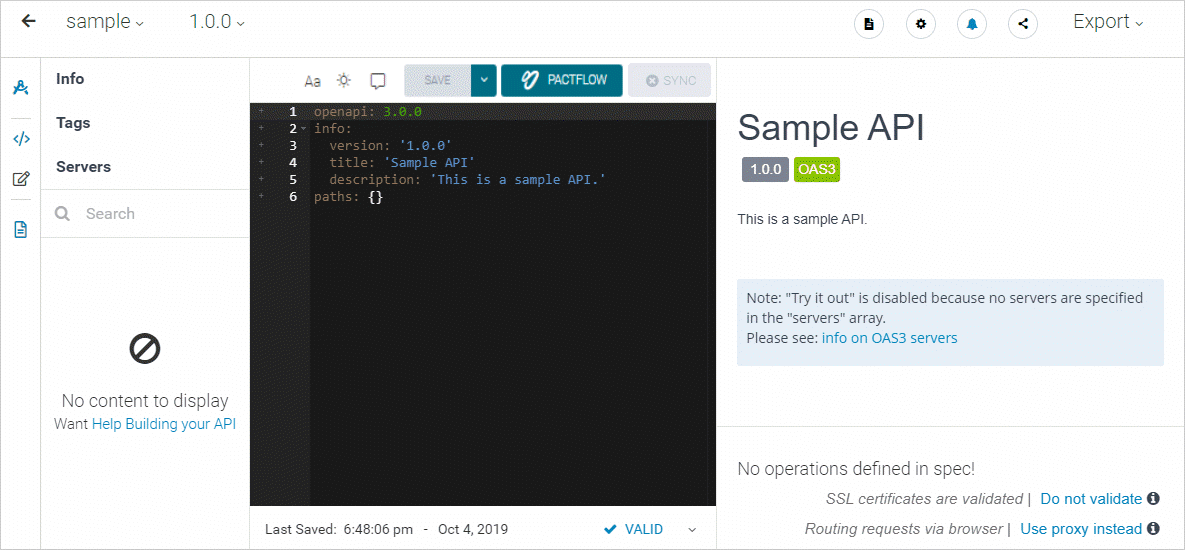 sample 1.0.0 Export
Info
Tags
Servers
Search
No content to display
Want Help Building your API
Aa SAVE PACTFLOW SYNC
1 openapi: 3.0.0
2 info:
3 version: '1.0.0'
4 title: 'Sample API'
5 description: 'This is a sample API.'
6 paths: {}
Last Saved: 6:48:06 pm - Oct 4, 2019 VALID
Sample API
1.0.0 OAS3
This is a sample API.
Note: "Try it out" is disabled because no servers are specified
in the "servers" array.
Please see: info on OAS3 servers
No operations defined in spec!
SSL certificates are validated | Do not validate
Routing requests via browser | Use proxy instead